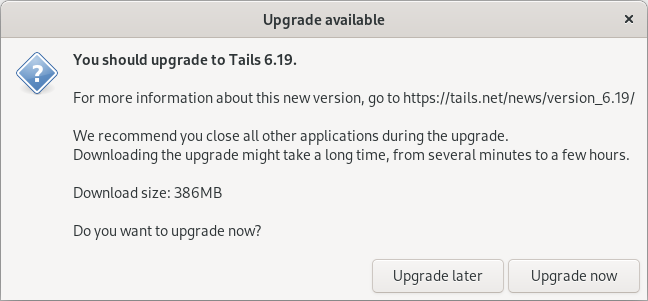 Upgrade available
You should upgrade to Tails 6.19.
For more information about this new version, go to https://tails.net/news/version_6.19/
We recommend you close all other applications during the upgrade.
Downloading the upgrade might take a long time, from several minutes to a few hours.
Download size: 386MB
Do you want to upgrade now?
Upgrade later
Upgrade now